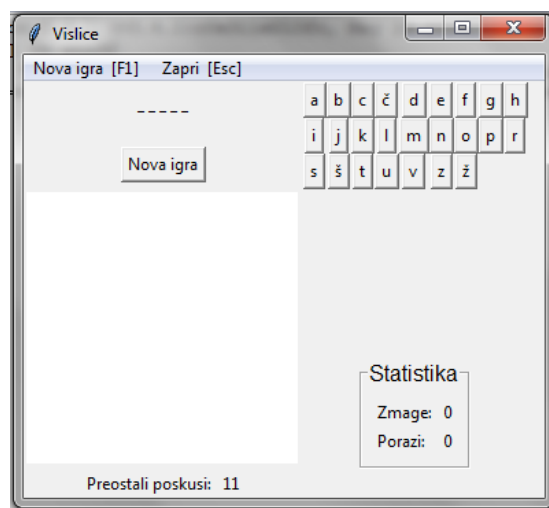 Vislice
Nova igra [F1] Zapri [Esc]
_ _ _ _ _
Nova igra
a b c č d e f g h
i j k l m n o p r
s š t u v z ž
Statistika
Zmage: 0
Porazi: 0
Preostali poskusi: 11